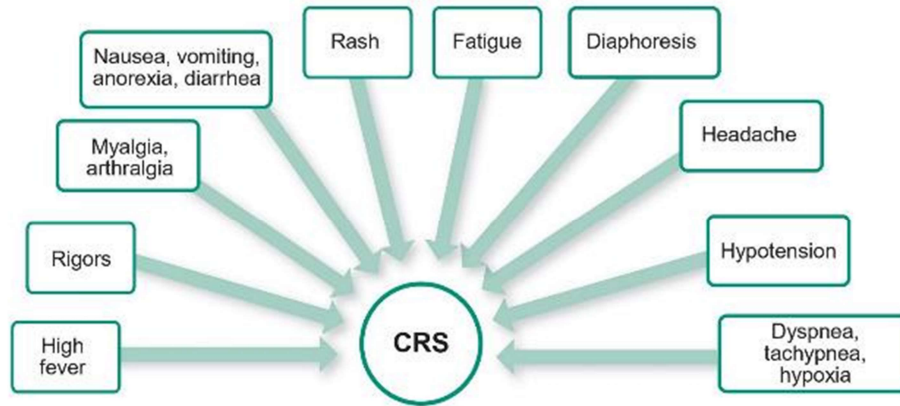 Nausea, vomiting,
anorexia, diarrhea
Rash
Fatigue
Diaphoresis
Myalgia,
arthralgia
Headache
Rigors
Hypotension
High
fever
CRS
Dyspnea,
tachypnea,
hypoxia